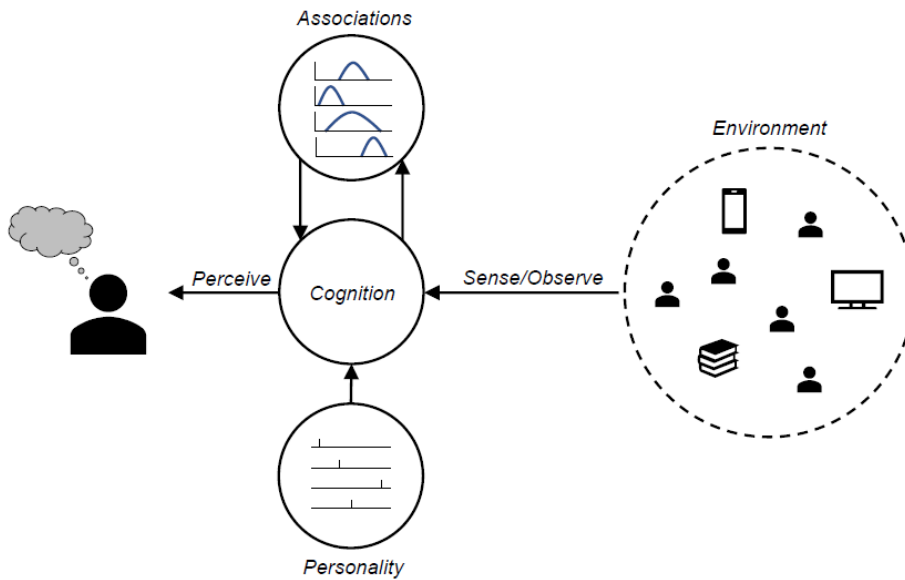 Associations
Environment
Perceive
Cognition
Sense/Observe
Personality